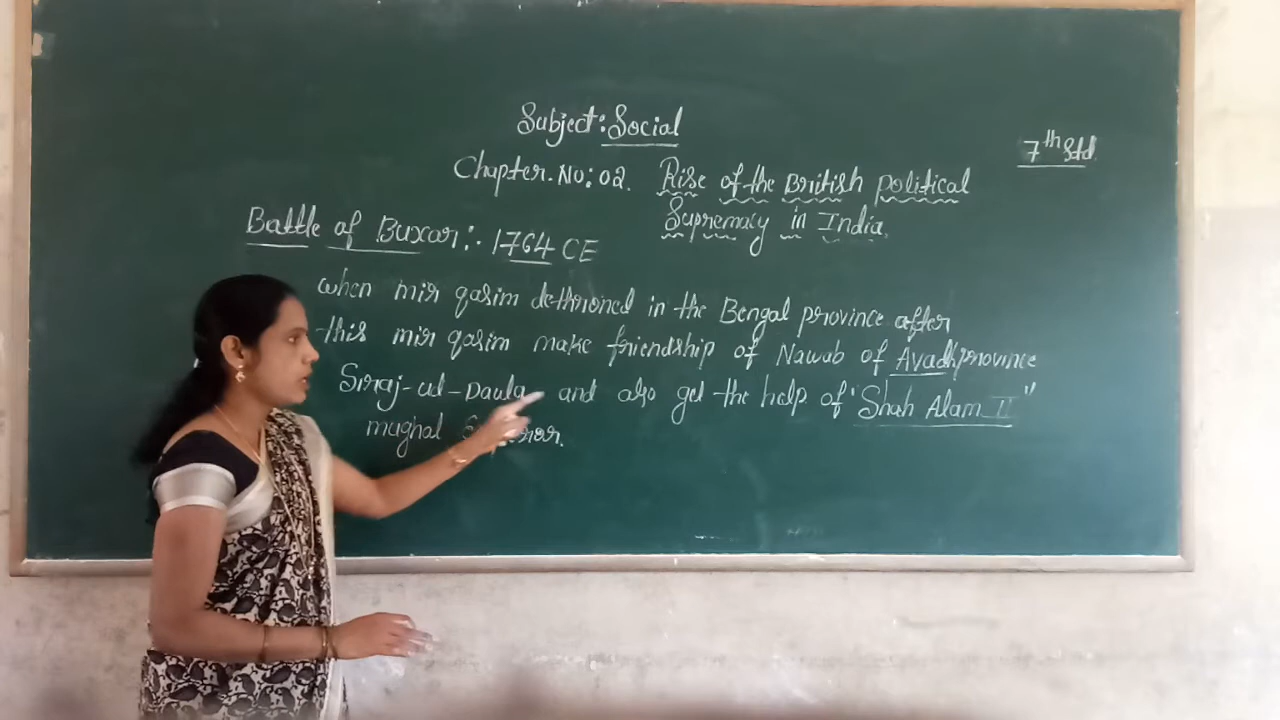 Subject: Social
7th Std.
Chapter. No: 02. Rise of the British political
Supremacy in India.
Battle of Buxar:- 1764 CE
when mir qasim dethroned in the Bengal province after
this mir qasim make friendship of Nawab of Avadh province
Siraj-ud-Daula and also get the help of "Shah Alam II"
mughal